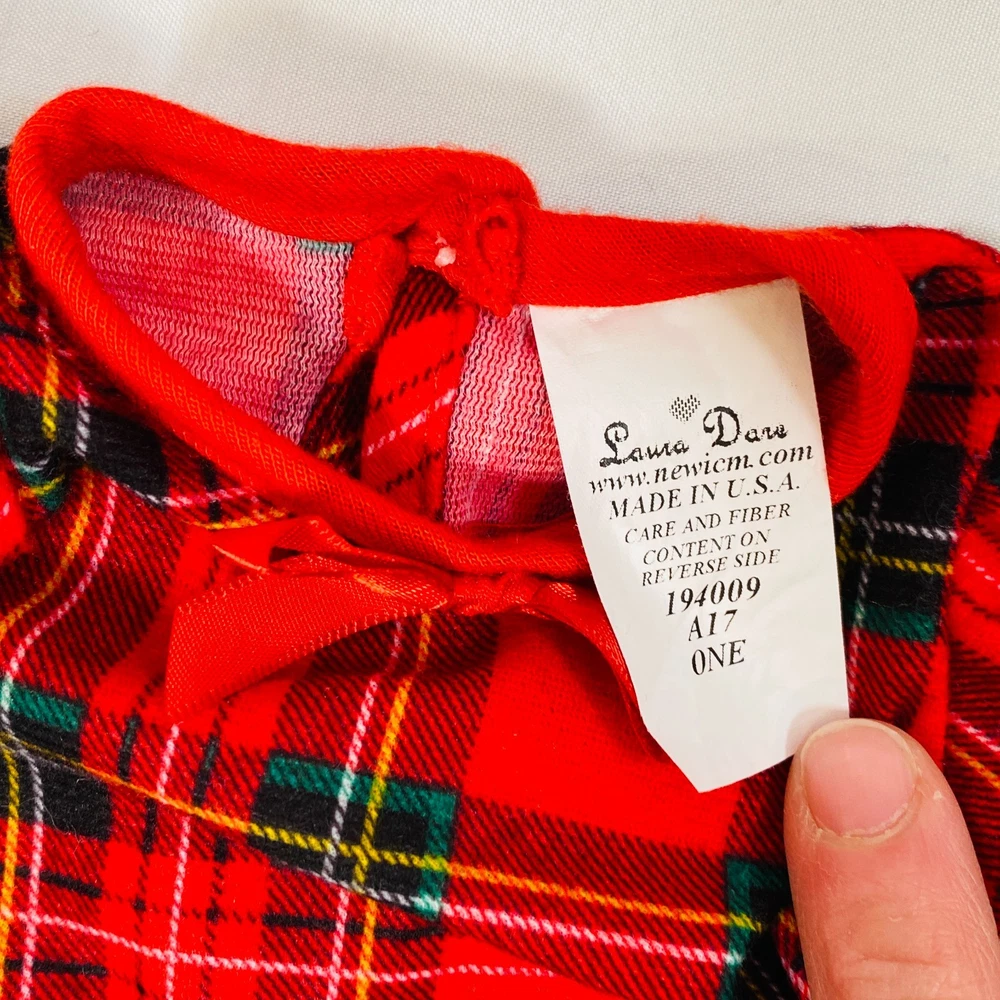 Laura Dare
www.newicm.com
MADE IN U.S.A.
CARE AND FIBER
CONTENT ON
REVERSE SIDE
194009
A17
ONE